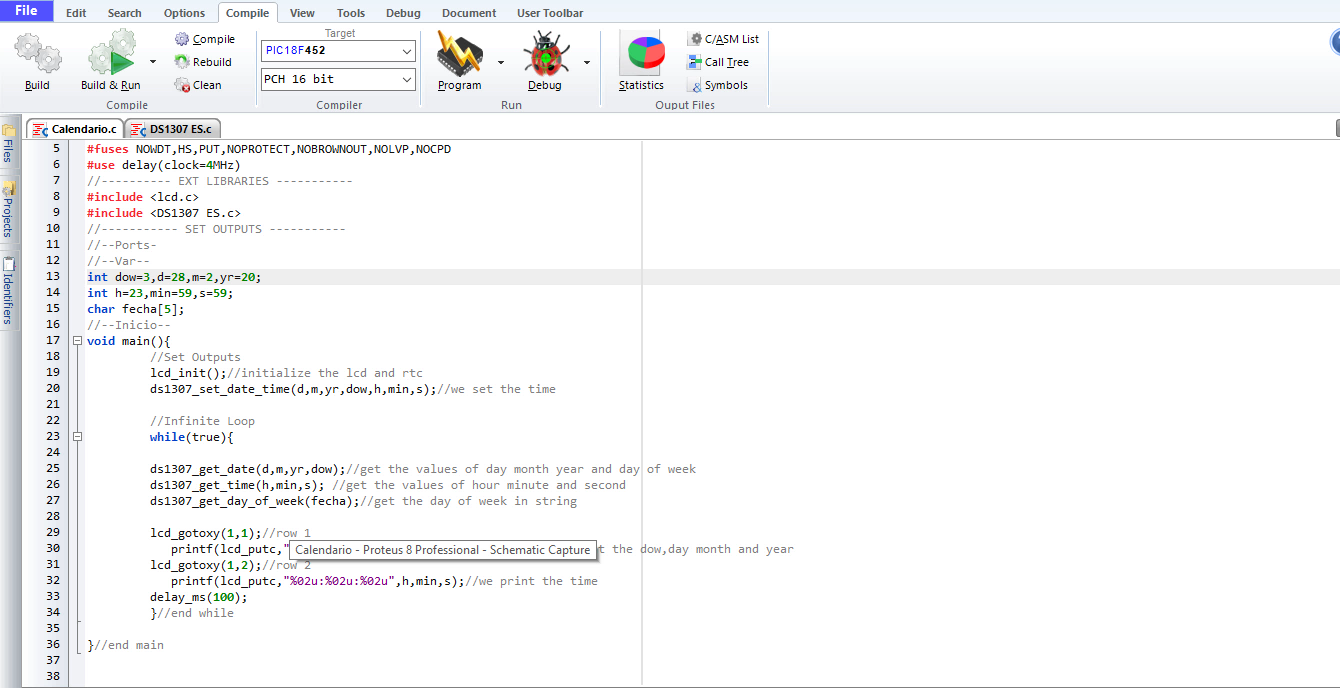 File Edit Search Options Compile View Tools Debug Document User Toolbar
Build
Build & Run
Compile
Rebuild
Clean
Compile
Target
PIC18F452
PCH 16 bit
Compiler
Program
Debug
Run
Statistics
C/ASM List
Call Tree
Symbols
Ouput Files
Files
Projects
Identifiers
Calendario.c DS1307 ES.c
5 #fuses NOWDT,HS,PUT,NOPROTECT,NOBROWNOUT,NOLVP,NOCPD
6 #use delay(clock=4MHz)
7 //---------- EXT LIBRARIES -----------
8 #include <lcd.c>
9 #include <DS1307 ES.c>
10 //----------- SET OUTPUTS -----------
11 //--Ports-
12 //--Var--
13 int dow=3,d=28,m=2,yr=20;
14 int h=23,min=59,s=59;
15 char fecha[5];
16 //--Inicio--
17 void main(){
18 //Set Outputs
19 lcd_init();//initialize the lcd and rtc
20 ds1307_set_date_time(d,m,yr,dow,h,min,s);//we set the time
21
22 //Infinite Loop
23 while(true){
24
25 ds1307_get_date(d,m,yr,dow);//get the values of day month year and day of week
26 ds1307_get_time(h,min,s); //get the values of hour minute and second
27 ds1307_get_day_of_week(fecha);//get the day of week in string
28
29 lcd_gotoxy(1,1);//row 1
30 printf(lcd_putc,"Calendario - Proteus 8 Professional - Schematic Capture t the dow,day month and year
31 lcd_gotoxy(1,2);//row 2
32 printf(lcd_putc,"%02u:%02u:%02u",h,min,s);//we print the time
33 delay_ms(100);
34 }//end while
35
36 }//end main
37
38